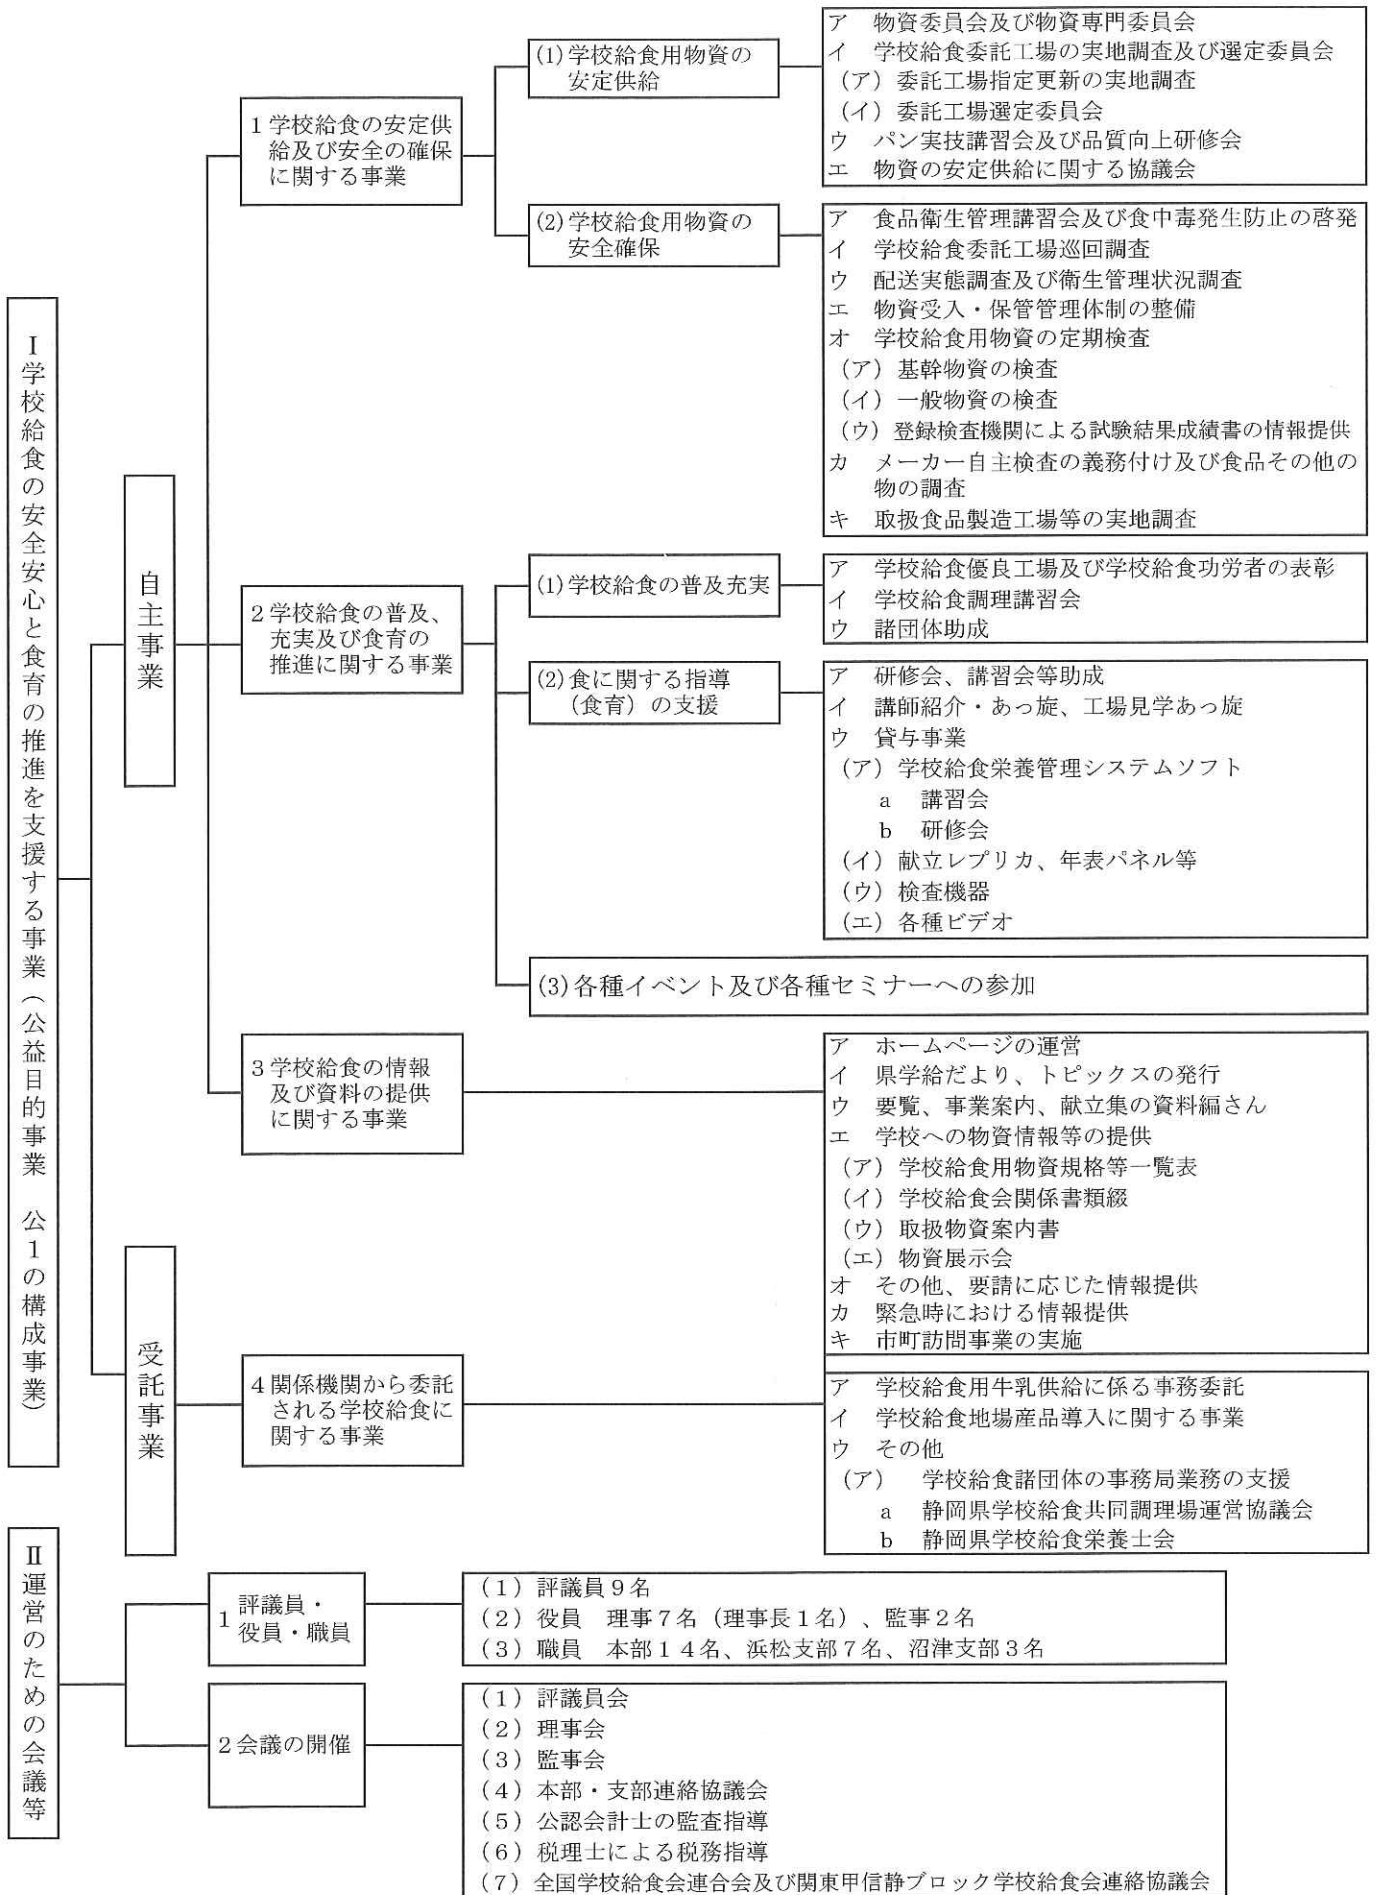 Ⅰ学校給食の安全安心と食育の推進を支援する事業（公益目的事業　公１の構成事業）
自主事業
1 学校給食の安定供
給及び安全の確保
に関する事業
(1)学校給食用物資の
安定供給
ア　物資委員会及び物資専門委員会
イ　学校給食委託工場の実地調査及び選定委員会
（ア）委託工場指定更新の実地調査
（イ）委託工場選定委員会
ウ　パン実技講習会及び品質向上研修会
エ　物資の安定供給に関する協議会
(2)学校給食用物資の
安全確保
ア　食品衛生管理講習会及び食中毒発生防止の啓発
イ　学校給食委託工場巡回調査
ウ　配送実態調査及び衛生管理状況調査
エ　物資受入・保管管理体制の整備
オ　学校給食用物資の定期検査
（ア）基幹物資の検査
（イ）一般物資の検査
（ウ）登録検査機関による試験結果成績書の情報提供
カ　メーカー自主検査の義務付け及び食品その他の
物の調査
キ　取扱食品製造工場等の実地調査
2 学校給食の普及、
充実及び食育の
推進に関する事業
(1)学校給食の普及充実
ア　学校給食優良工場及び学校給食功労者の表彰
イ　学校給食調理講習会
ウ　諸団体助成
(2)食に関する指導
（食育）の支援
ア　研修会、講習会等助成
イ　講師紹介・あっ旋、工場見学あっ旋
ウ　貸与事業
（ア）学校給食栄養管理システムソフト
a　講習会
b　研修会
（イ）献立レプリカ、年表パネル等
（ウ）検査機器
（エ）各種ビデオ
(3)各種イベント及び各種セミナーへの参加
3 学校給食の情報
及び資料の提供
に関する事業
ア　ホームページの運営
イ　県学給だより、トピックスの発行
ウ　要覧、事業案内、献立集の資料編さん
エ　学校への物資情報等の提供
（ア）学校給食用物資規格等一覧表
（イ）学校給食会関係書類綴
（ウ）取扱物資案内書
（エ）物資展示会
オ　その他、要請に応じた情報提供
カ　緊急時における情報提供
キ　市町訪問事業の実施
受託事業
4 関係機関から委託
される学校給食に
関する事業
ア　学校給食用牛乳供給に係る事務委託
イ　学校給食地場産品導入に関する事業
ウ　その他
（ア）　学校給食諸団体の事務局業務の支援
a　静岡県学校給食共同調理場運営協議会
b　静岡県学校給食栄養士会
Ⅱ運営のための会議等
1 評議員・
役員・職員
（１）評議員９名
（２）役員　理事７名（理事長１名）、監事２名
（３）職員　本部１４名、浜松支部７名、沼津支部３名
2 会議の開催
（１）評議員会
（２）理事会
（３）監事会
（４）本部・支部連絡協議会
（５）公認会計士の監査指導
（６）税理士による税務指導
（７）全国学校給食会連合会及び関東甲信静ブロック学校給食会連絡協議会